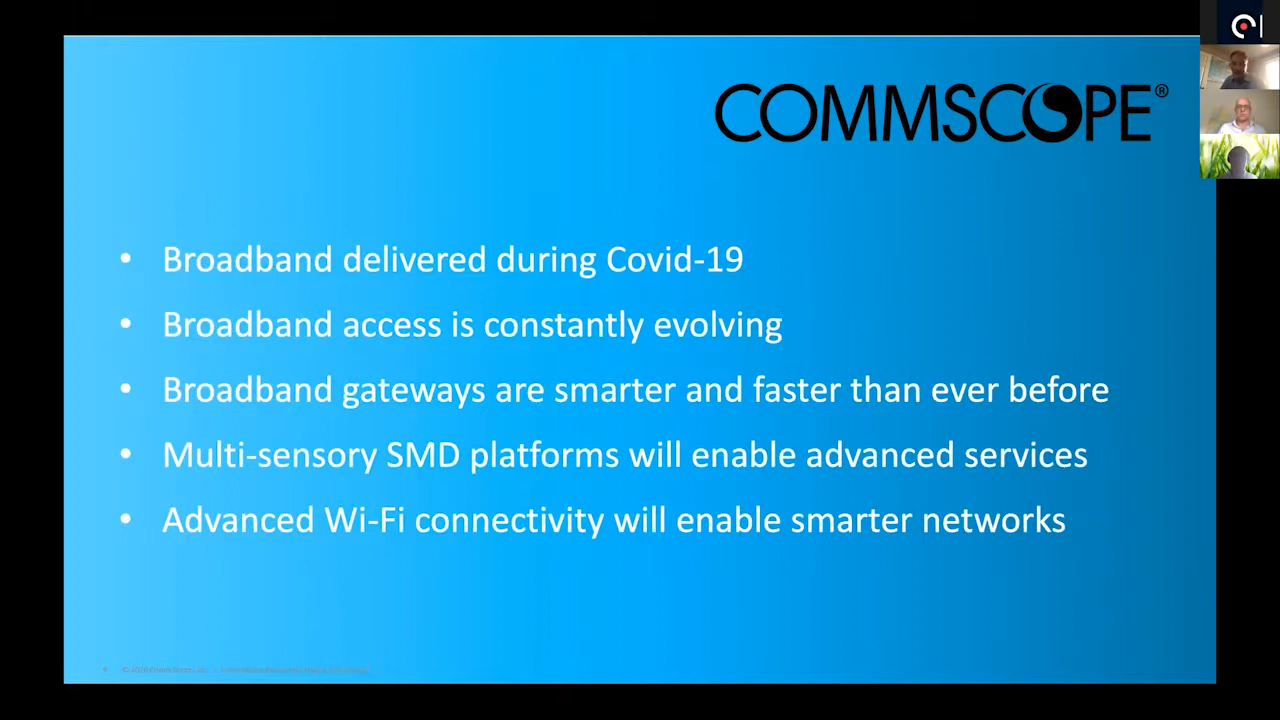 COMMSCOPE®
• Broadband delivered during Covid-19
• Broadband access is constantly evolving
• Broadband gateways are smarter and faster than ever before
• Multi-sensory SMD platforms will enable advanced services
• Advanced Wi-Fi connectivity will enable smarter networks